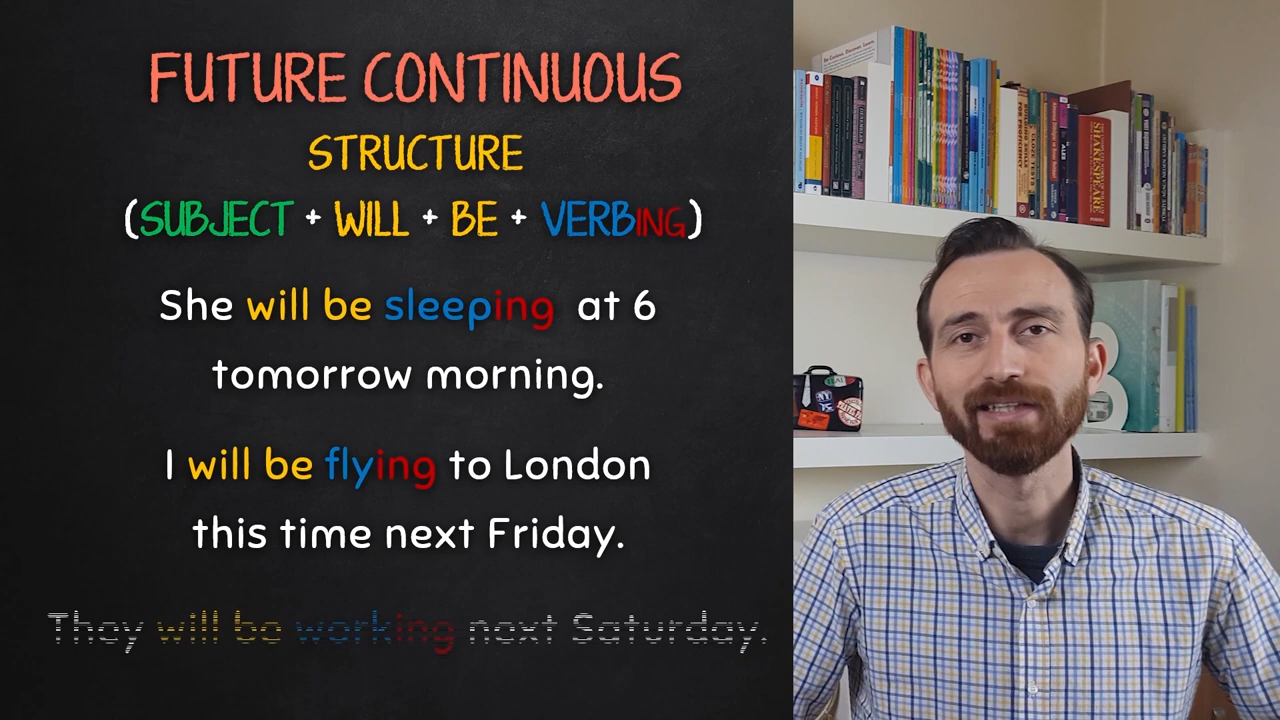 FUTURE CONTINUOUS
STRUCTURE
(SUBJECT + WILL + BE + VERBING)
She will be sleeping at 6
tomorrow morning.
I will be flying to London
this time next Friday.
They will be working next Saturday.
SHAKESPEARE